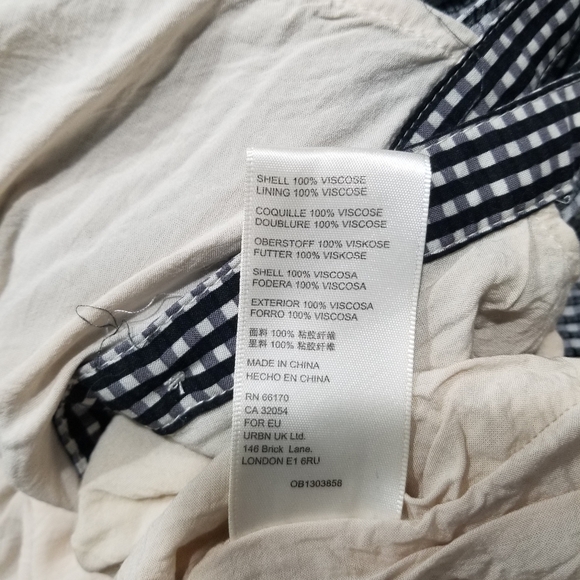 SHELL 100% VISCOSE
LINING 100% VISCOSE
COQUILLE 100% VISCOSE
DOUBLURE 100% VISCOSE
OBERSTOFF 100% VISKOSE
FUTTER 100% VISKOSE
SHELL 100% VISCOSA
FODERA 100% VISCOSA
EXTERIOR 100% VISCOSA
FORRO 100% VISCOSA
面料 100% 粘胶纤维
里料 100% 粘胶纤维
MADE IN CHINA
HECHO EN CHINA
RN 66170
CA 32054
FOR EU
URBN UK Ltd.
146 Brick Lane.
LONDON E1 6RU
OB1303858